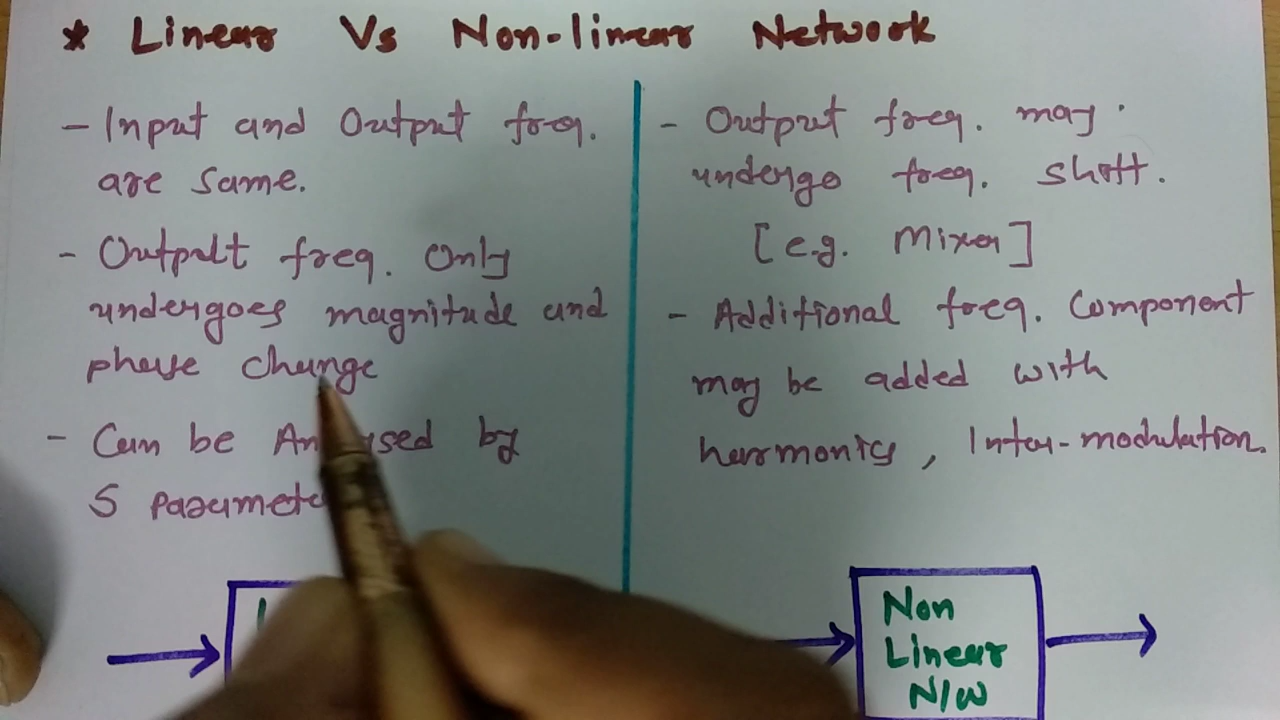 * Linear Vs Non-linear Network
- Input and Output freq.
are same.
- Outpult freq. Only
undergoes magnitude and
phase change
- Can be by
S
- Output freq. may
undergo freq. shift.
[e.g. Mixer]
- Additional freq. Component
may be added with
harmonics, Inter-modulation.
Non
Linear
N/W